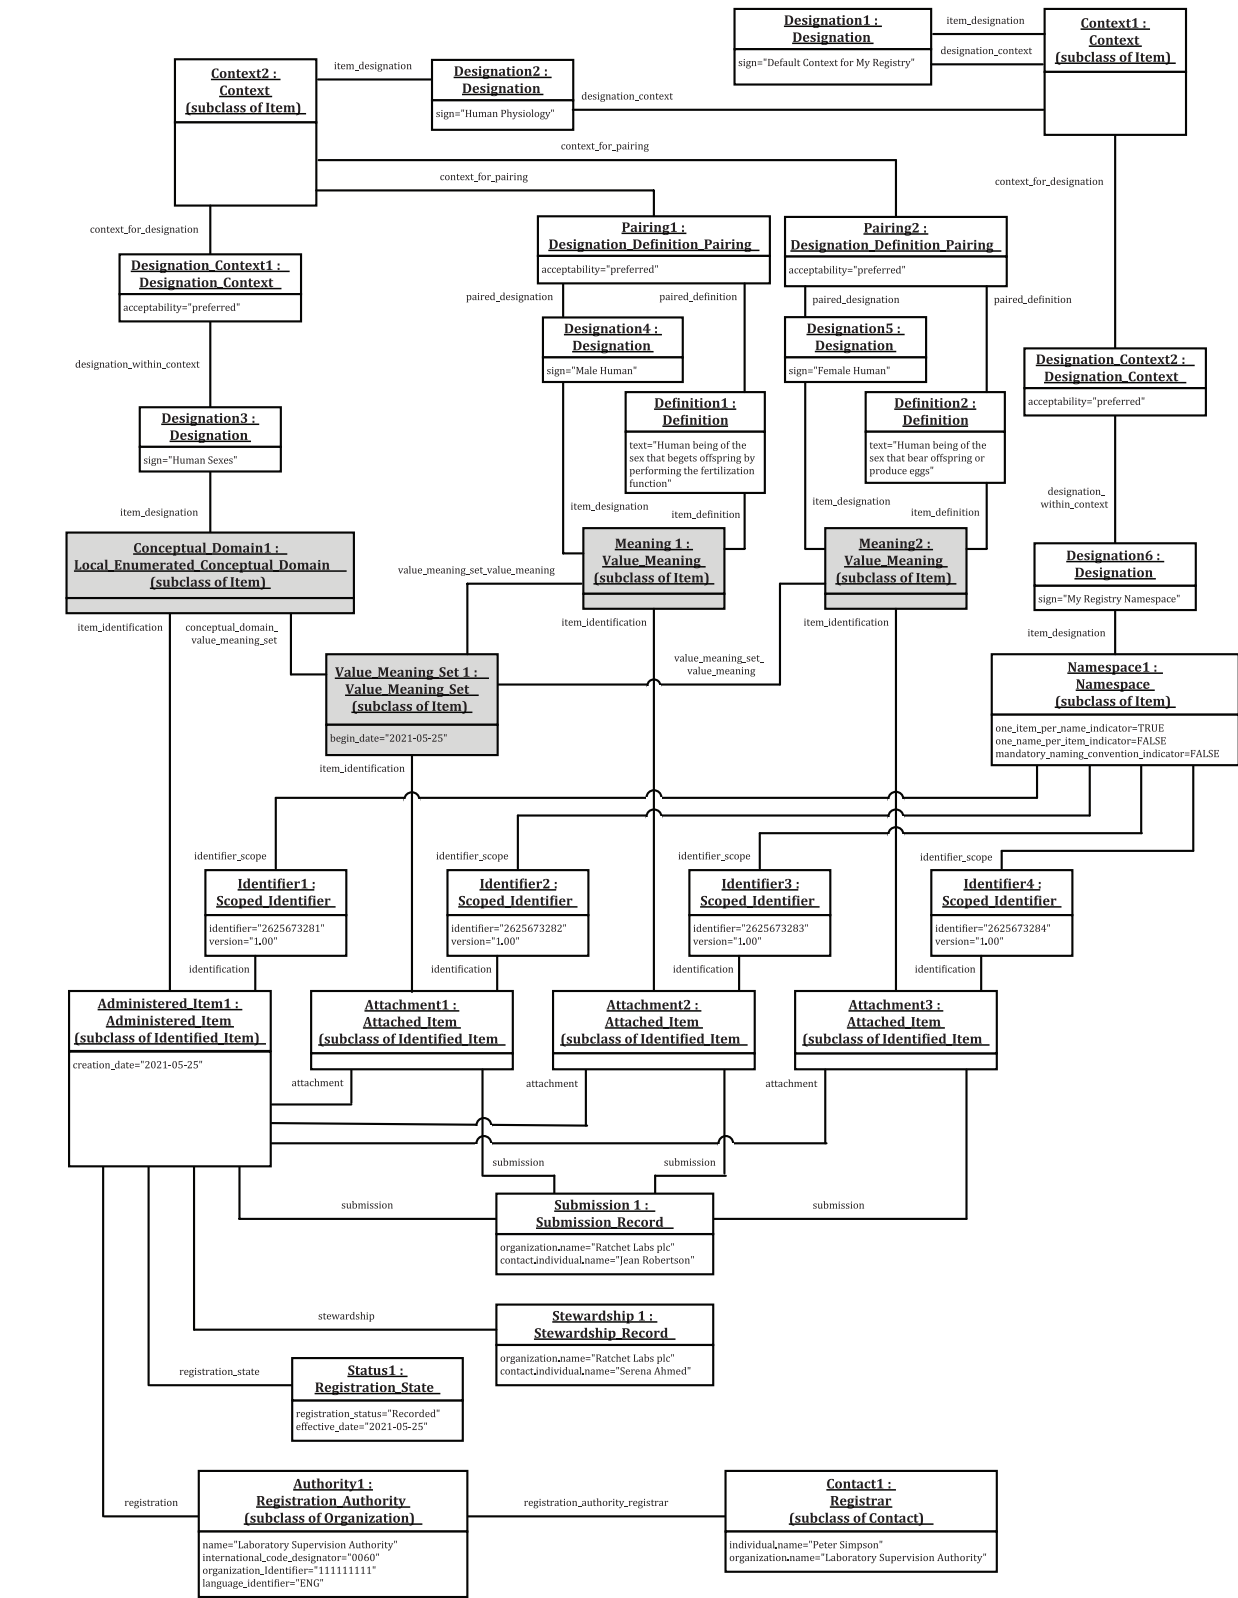 Designation1 :
Designation
sign="Default Context for My Registry"
item_designation
designation_context
Context1 :
Context
(subclass of Item)
Context2 :
Context
(subclass of Item)
item_designation
Designation2 :
Designation
sign="Human Physiology"
designation_context
context_for_pairing
context_for_pairing
context_for_designation
context_for_designation
Pairing1 :
Designation_Definition_Pairing
acceptability="preferred"
Pairing2 :
Designation_Definition_Pairing
acceptability="preferred"
Designation_Context1 :
Designation_Context
acceptability="preferred"
paired_designation
paired_definition
paired_designation
paired_definition
Designation4 :
Designation
sign="Male Human"
Designation5 :
Designation
sign="Female Human"
designation_within_context
Designation_Context2 :
Designation_Context
acceptability="preferred"
Definition1 :
Definition
text="Human being of the
sex that begets offspring by
performing the fertilization
function"
Definition2 :
Definition
text="Human being of the
sex that bear offspring or
produce eggs"
Designation3 :
Designation
sign="Human Sexes"
designation_
within_context
item_designation
item_designation
item_definition
item_designation
item_definition
Conceptual_Domain1 :
Local_Enumerated_Conceptual_Domain
(subclass of Item)
Meaning 1 :
Value_Meaning
(subclass of Item)
Meaning2 :
Value_Meaning
(subclass of Item)
Designation6 :
Designation
sign="My Registry Namespace"
value_meaning_set_value_meaning
item_identification
conceptual_domain_
value_meaning_set
item_identification
item_identification
item_designation
Value_Meaning_Set 1 :
Value_Meaning_Set
(subclass of Item)
begin_date="2021-05-25"
value_meaning_set_
value_meaning
Namespace1 :
Namespace
(subclass of Item)
one_item_per_name_indicator=TRUE
one_name_per_item_indicator=FALSE
mandatory_naming_convention_indicator=FALSE
item_identification
identifier_scope
identifier_scope
identifier_scope
identifier_scope
Identifier1 :
Scoped_Identifier
identifier="2625673281"
version="1.00"
Identifier2 :
Scoped_Identifier
identifier="2625673282"
version="1.00"
Identifier3 :
Scoped_Identifier
identifier="2625673283"
version="1.00"
Identifier4 :
Scoped_Identifier
identifier="2625673284"
version="1.00"
identification
identification
identification
identification
Administered_Item1 :
Administered_Item
(subclass of Identified_Item)
creation_date="2021-05-25"
Attachment1 :
Attached_Item
(subclass of Identified_Item
Attachment2 :
Attached_Item
(subclass of Identified_Item
Attachment3 :
Attached_Item
(subclass of Identified_Item
attachment
attachment
attachment
submission
submission
submission
submission
Submission 1 :
Submission_Record
organization.name="Ratchet Labs plc"
contact.individual.name="Jean Robertson"
stewardship
Stewardship 1 :
Stewardship_Record
organization.name="Ratchet Labs plc"
contact.individual.name="Serena Ahmed"
registration_state
Status1 :
Registration_State
registration_status="Recorded"
effective_date="2021-05-25"
registration
Authority1 :
Registration_Authority
(subclass of Organization)
name="Laboratory Supervision Authority"
international_code_designator="0060"
organization_Identifier="111111111"
language_identifier="ENG"
registration_authority_registrar
Contact1 :
Registrar
(subclass of Contact)
individual.name="Peter Simpson"
organization.name="Laboratory Supervision Authority"